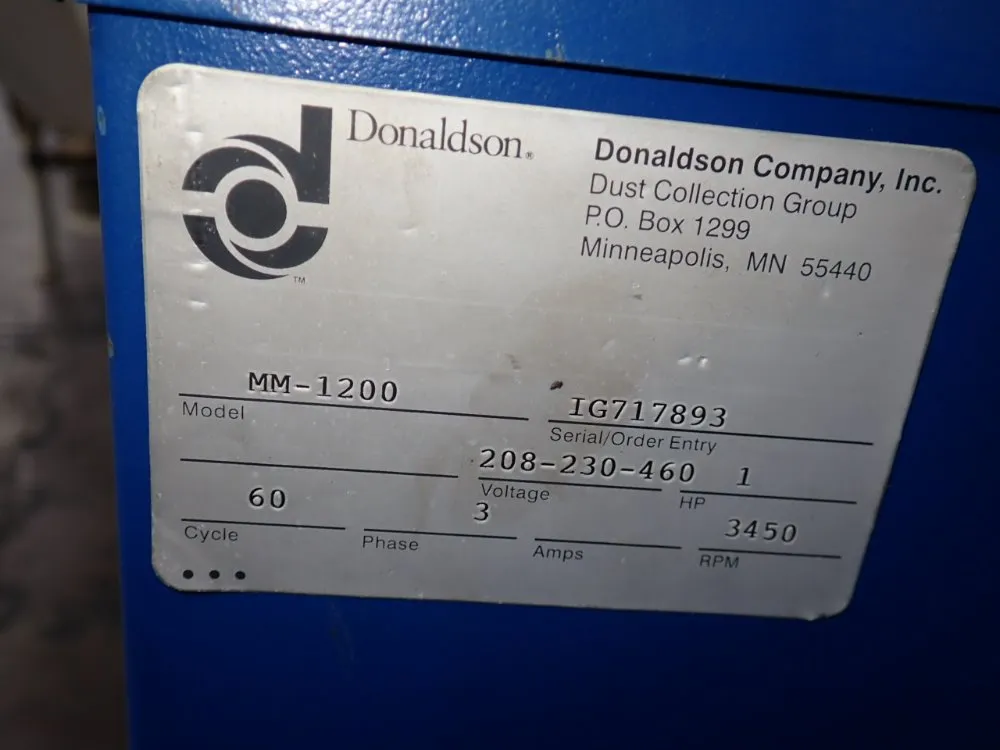 Donaldson®
Donaldson Company, Inc.
Dust Collection Group
P.O. Box 1299
Minneapolis, MN 55440
TM
MM-1200
Model
IG717893
Serial/Order Entry
208-230-460
Voltage
1
HP
60
Cycle
3
Phase
Amps
3450
RPM